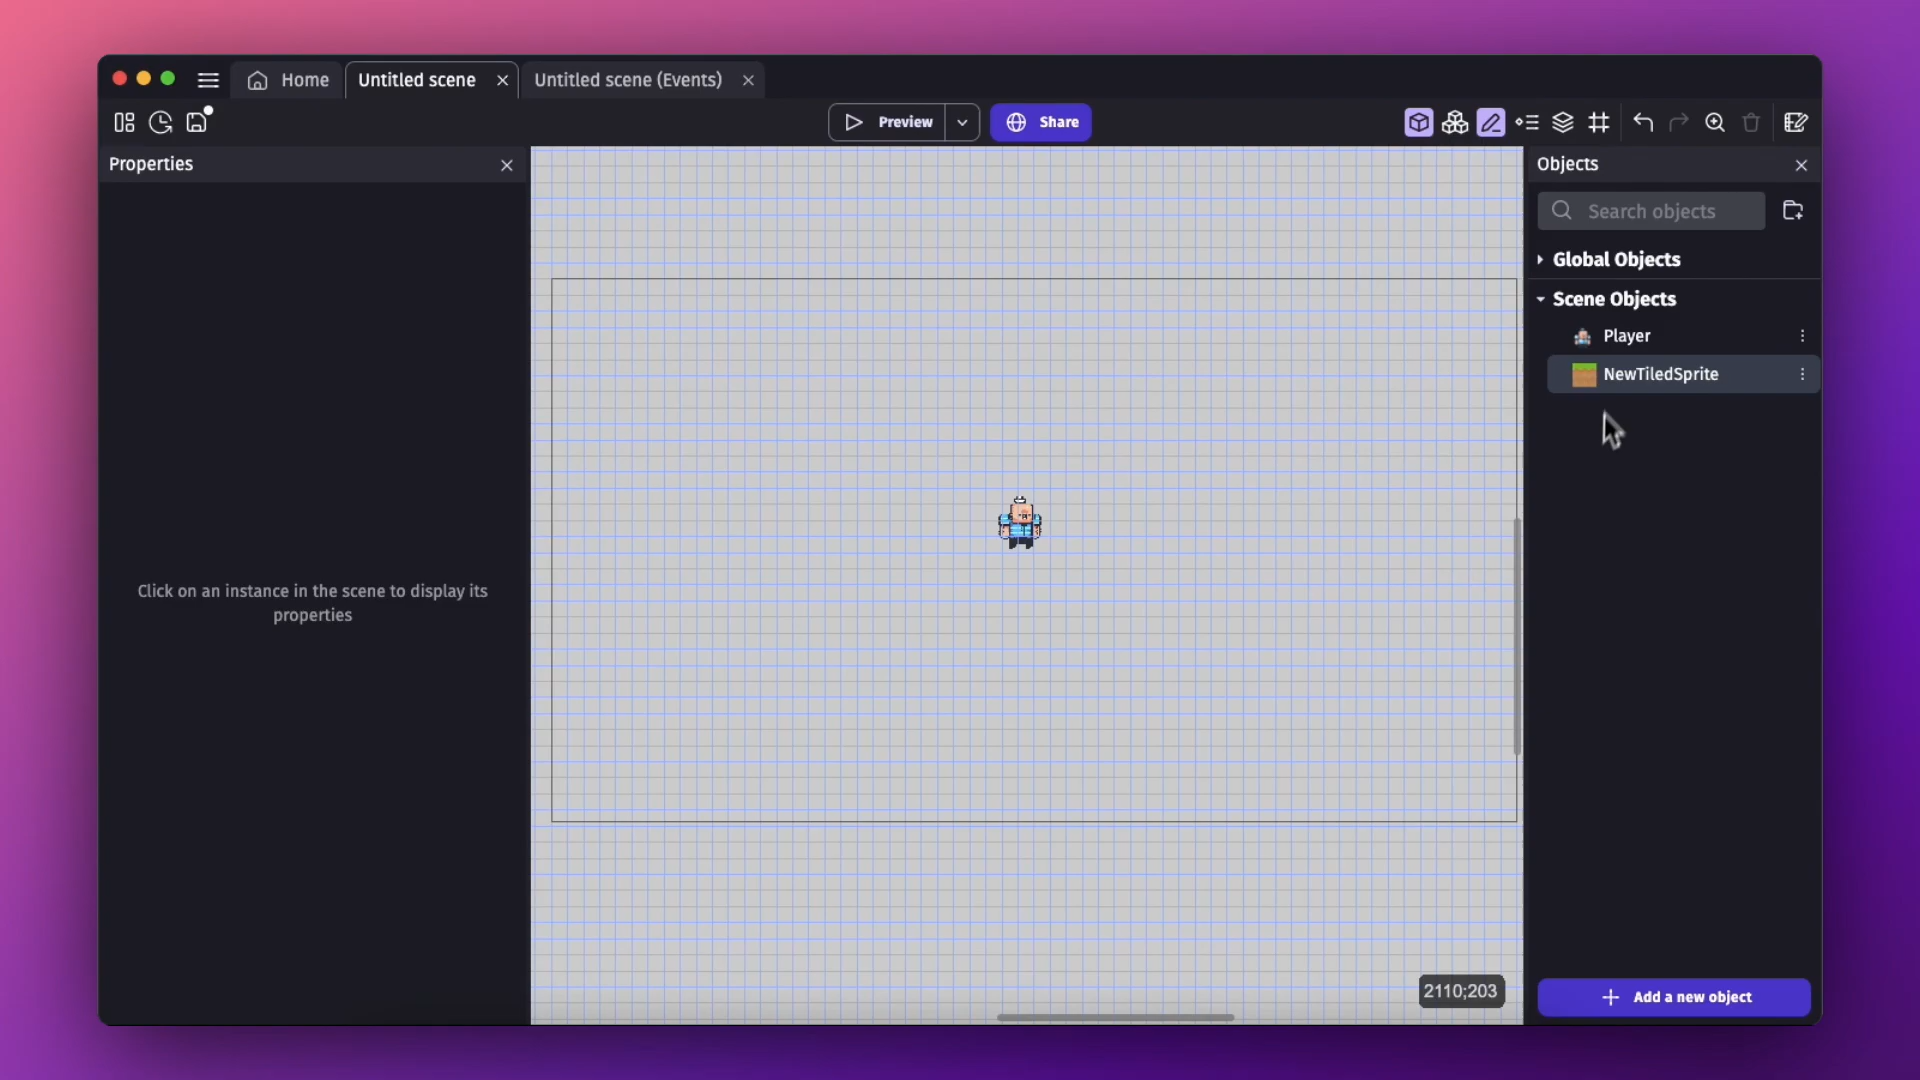 Home
Untitled scene
Untitled scene (Events)
Preview
Share
Properties
Objects
Search objects
Global Objects
Scene Objects
Player
NewTiledSprite
Click on an instance in the scene to display its
properties
2110;203
Add a new object